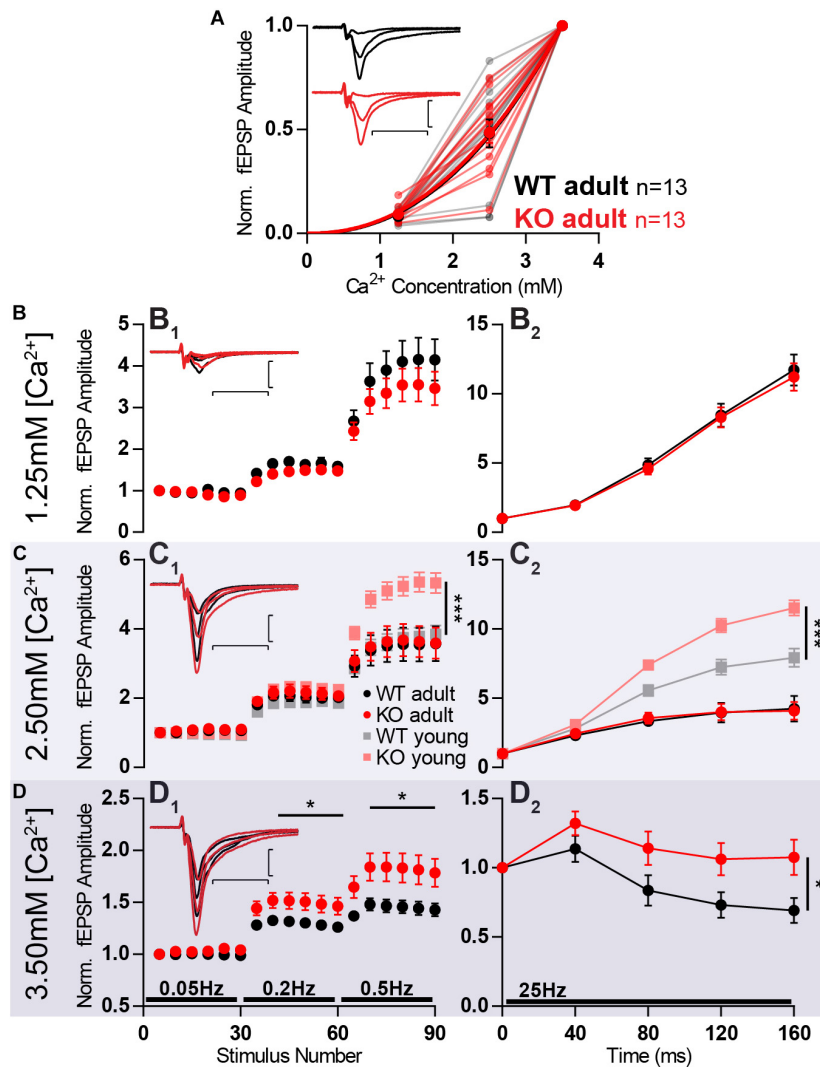 A
1.0
0.5
0.0
Norm. fEPSP Amplitude
WT adult n=13
KO adult n=13
0 1 2 3 4
Ca²⁺ Concentration (mM)
B
1.25mM [Ca²⁺]
B₁
5
4
3
2
1
0
Norm. fEPSP Amplitude
B₂
15
10
5
0
C
2.50mM [Ca²⁺]
C₁
6
4
2
0
Norm. fEPSP Amplitude
***
WT adult
KO adult
WT young
KO young
C₂
15
10
5
0
***
D
3.50mM [Ca²⁺]
D₁
2.5
2.0
1.5
1.0
0.5
Norm. fEPSP Amplitude
* *
0.05Hz 0.2Hz 0.5Hz
0 30 60 90
Stimulus Number
D₂
1.5
1.0
0.5
0.0
*
25Hz
0 40 80 120 160
Time (ms)